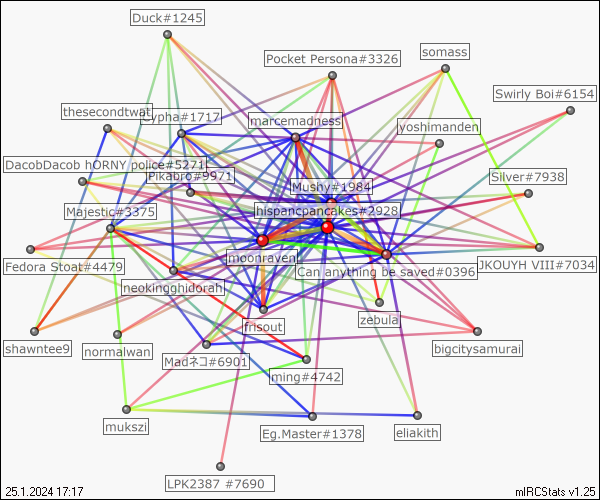 Duck#1245
Pocket Persona#3326
somass
Swirly Boi#6154
thesecondtwat
Cypha#1717
marcemadness
yoshimanden
DacobDacob hORNY police#5271
Pikabro#9971
Mushy#1984
Silver#7938
Majestic#3375
hispancpancakes#2928
moonraven
Fedora Stoat#4479
neokingghidorah
Can anything be saved#0396
JKOUYH VIII#7034
frisout
zebula
shawntee9
normalwan
Madネコ#6901
bigcitysamurai
ming#4742
mukszi
Eg.Master#1378
eliakith
LPK2387 #7690
25.1.2024 17:17
mIRCStats v1.25